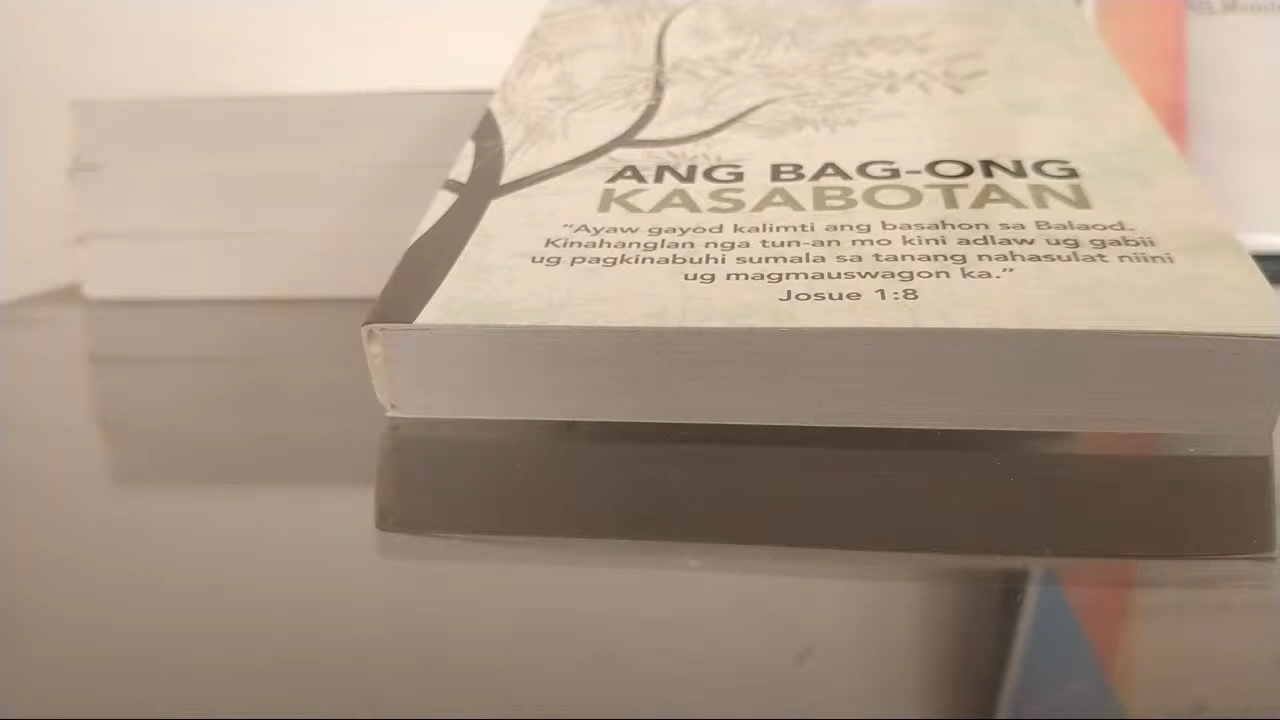 ANG BAG-ONG
KASABOTAN
“Ayaw gayod kalimti ang basahon sa Balaod.
Kinahanglan nga tun-an mo kini adlaw ug gabii
ug pagkinabuhi sumala sa tanang nahasulat niini
ug magmauswagon ka.”
Josue 1:8